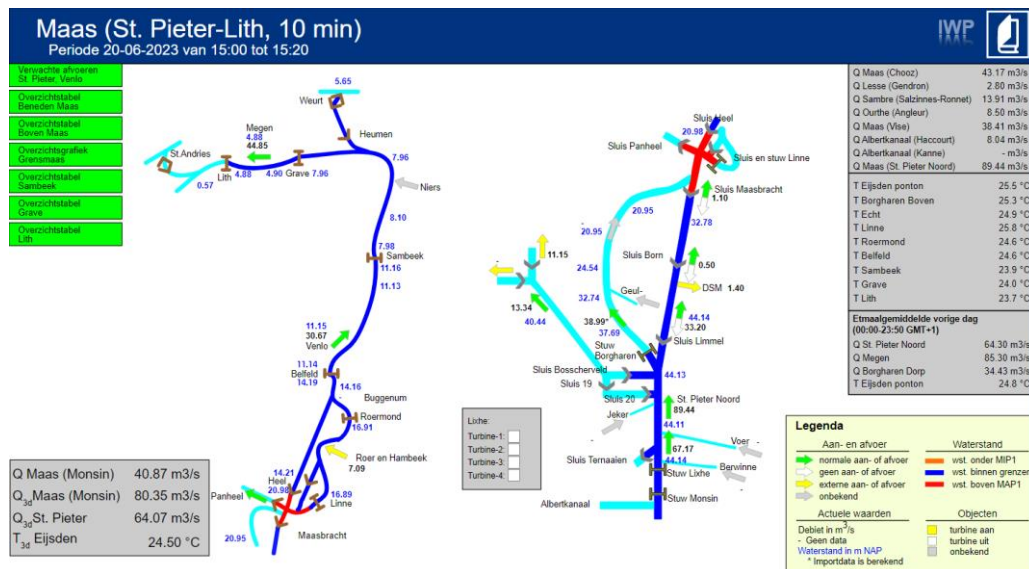 Maas (St. Pieter-Lith, 10 min)
Periode 20-06-2023 van 15:00 tot 15:20
IWP
Verwachte afvoeren
St. Pieter, Venlo
Overzichtstabel
Beneden Maas
Overzichtstabel
Boven Maas
Overzichtsgrafiek
Grensmaas
Overzichtstabel
Sambeek
Overzichtstabel
Grave
Overzichtstabel
Lith
5.65
Weurt
Heumen
Megen
4.88
44.85
St.Andries
Lith
4.88
4.90
Grave
7.96
0.57
7.96
Niers
8.10
7.98
Sambeek
11.16
11.13
11.15
30.67
Venlo
11.14
Belfeld
14.19
14.16
Buggenum
Roermond
16.91
Roer en Hambeek
7.09
14.21
Heel
20.98
Panheel
16.89
Linne
Maasbracht
20.95
Q Maas (Monsin) 40.87 m3/s
Q3d Maas (Monsin) 80.35 m3/s
Q3d St. Pieter 64.07 m3/s
T3d Eijsden 24.50 °C
Sluis Heel
20.98
Sluis Panheel
Sluis en stuw Linne
Sluis Maasbracht
1.10
32.78
20.95
20.95
Sluis Born
24.54
0.50
DSM 1.40
Geul-
32.74
11.15
13.34
40.44
38.99*
37.69
44.14
33.20
Sluis Limmel
Stuw
Borgharen
Sluis Bosscherveld
44.13
Sluis 19
Sluis 20
St. Pieter Noord
89.44
Jeker
44.11
67.17
Voer -
Sluis Ternaaien
44.14
Berwinne
Stuw Lixhe
Stuw Monsin
Albertkanaal
Lixhe:
Turbine-1:
Turbine-2:
Turbine-3:
Turbine-4:
Q Maas (Chooz) 43.17 m3/s
Q Lesse (Gendron) 2.80 m3/s
Q Sambre (Salzinnes-Ronnet) 13.91 m3/s
Q Ourthe (Angleur) 8.50 m3/s
Q Maas (Vise) 38.41 m3/s
Q Albertkanaal (Haccourt) 8.04 m3/s
Q Albertkanaal (Kanne) - m3/s
Q Maas (St. Pieter Noord) 89.44 m3/s
T Eijsden ponton 25.5 °C
T Borgharen Boven 25.3 °C
T Echt 24.9 °C
T Linne 25.8 °C
T Roermond 24.6 °C
T Belfeld 24.6 °C
T Sambeek 23.9 °C
T Grave 24.0 °C
T Lith 23.7 °C
Etmaalgemiddelde vorige dag
(00:00-23:50 GMT+1)
Q St. Pieter Noord 64.30 m3/s
Q Megen 85.30 m3/s
Q Borgharen Dorp 34.43 m3/s
T Eijsden ponton 24.8 °C
Legenda
Aan- en afvoer
normale aan- of afvoer
geen aan- of afvoer
externe aan- of afvoer
onbekend
Waterstand
wst. onder MIP1
wst. binnen grenzen
wst. boven MAP1
Actuele waarden
Debiet in m3/s
- Geen data
Waterstand in m NAP
* Importdata is berekend
Objecten
turbine aan
turbine uit
onbekend